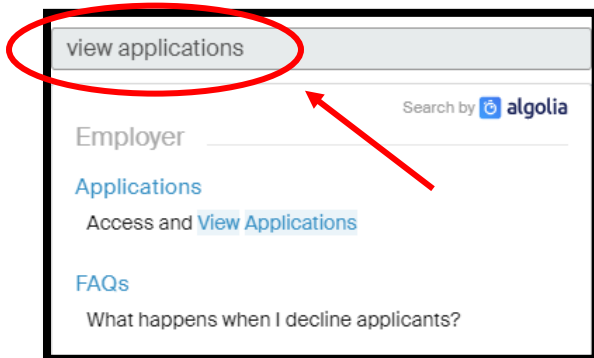 view applications
Search by algolia
Employer
Applications
Access and View Applications
FAQs
What happens when I decline applicants?